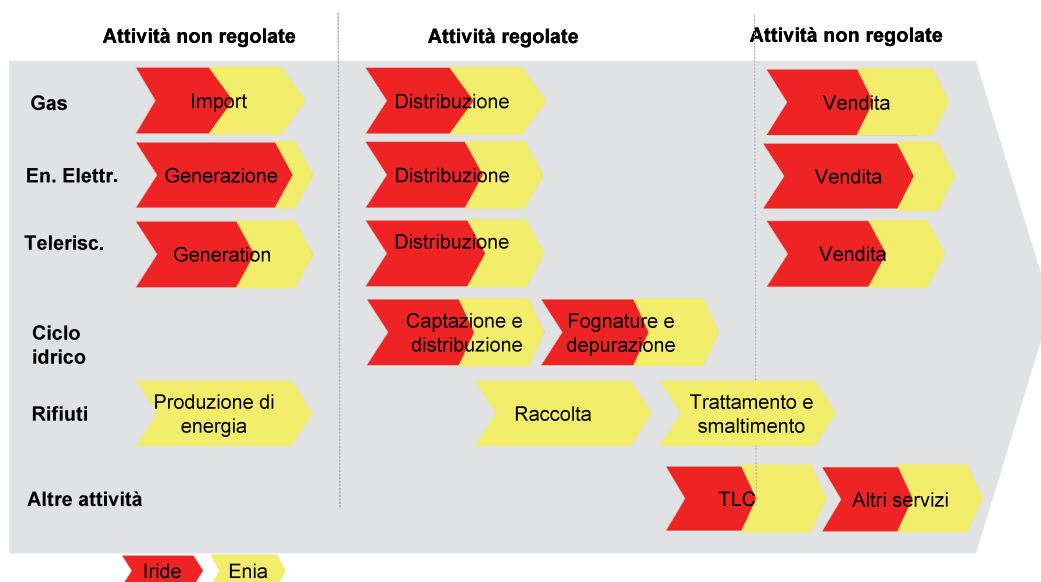 Attività non regolate
Attività regolate
Attività non regolate
Gas
Import
Distribuzione
Vendita
En. Elettr.
Generazione
Distribuzione
Vendita
Telerisc.
Generation
Distribuzione
Vendita
Ciclo
idrico
Captazione e
distribuzione
Fognature e
depurazione
Rifiuti
Produzione di
energia
Raccolta
Trattamento e
smaltimento
Altre attività
TLC
Altri servizi
Iride
Enia